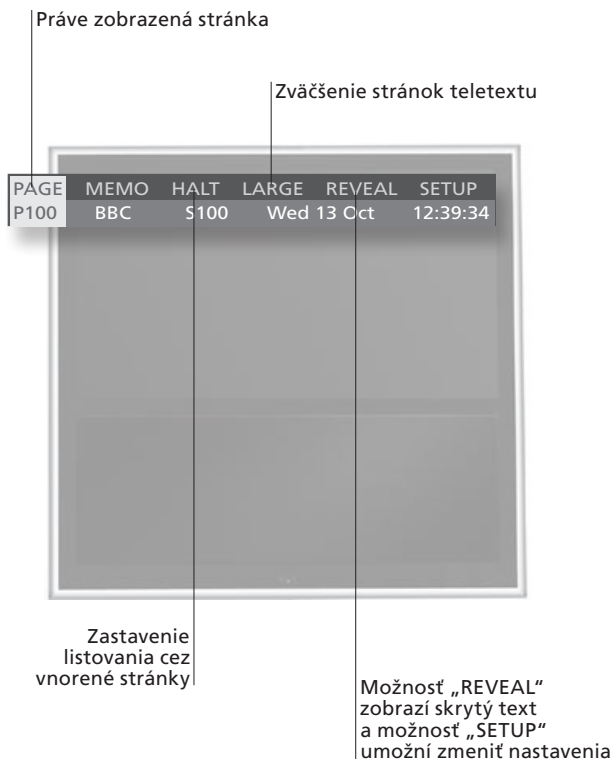 Práve zobrazená stránka
Zväčšenie stránok teletextu
PAGE MEMO HALT LARGE REVEAL SETUP
P100 BBC S100 Wed 13 Oct 12:39:34
Zastavenie
listovania cez
vnorené stránky
Možnosť „REVEAL“
zobrazí skrytý text
a možnosť „SETUP“
umožní zmeniť nastavenia